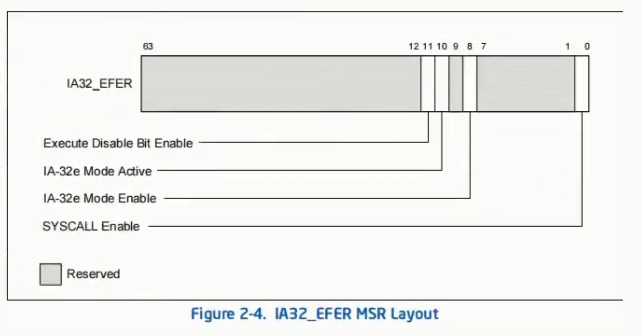 63 12 11 10 9 8 7 1 0
IA32_EFER
Execute Disable Bit Enable
IA-32e Mode Active
IA-32e Mode Enable
SYSCALL Enable
Reserved
Figure 2-4. IA32_EFER MSR Layout